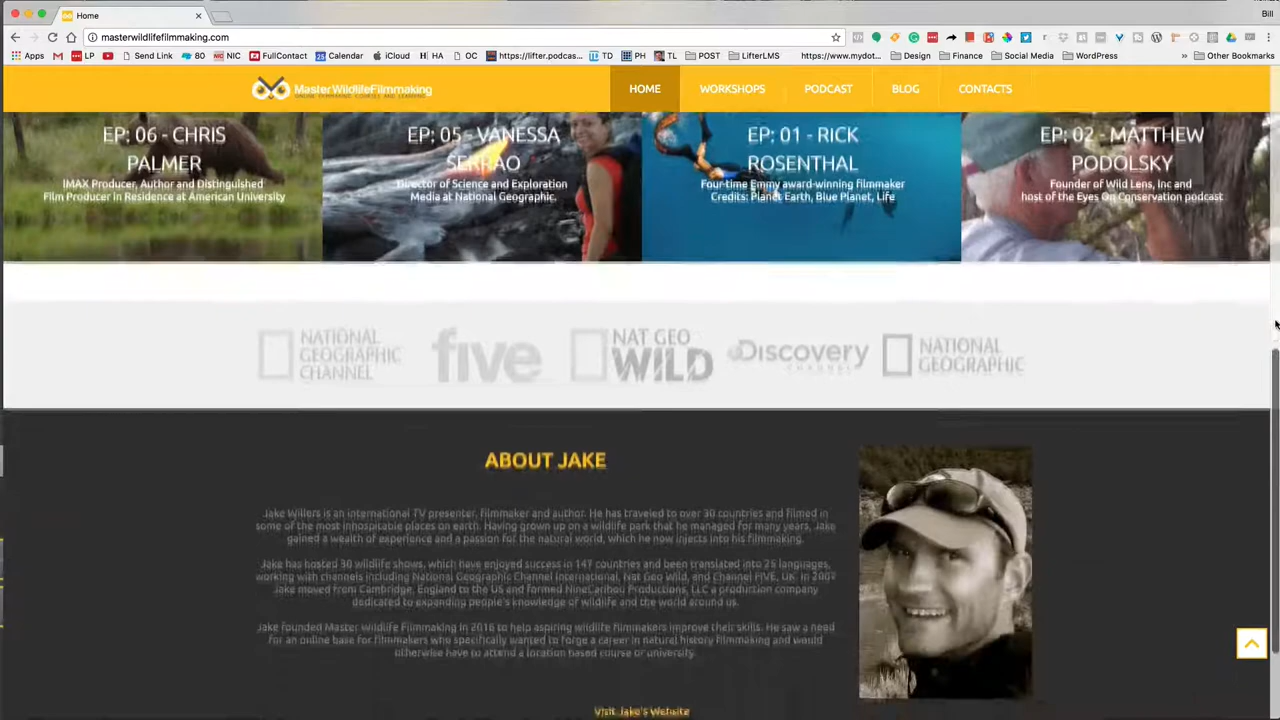 Home
Bill
masterwildlifefilmmaking.com
Apps
LP
80
Send Link
NIC
FullContact
Calendar
iCloud
HA
OC
https://lifter.podcas...
TD
PH
TL
POST
LifterLMS
https://www.mydot...
Design
Finance
Social Media
WordPress
Other Bookmarks
MasterWildlifeFilmmaking
ONLINE FILMMAKING COURSES AND LEARNING
HOME
WORKSHOPS
PODCAST
BLOG
CONTACTS
EP: 06 - CHRIS
PALMER
IMAX Producer, Author and Distinguished
Film Producer in Residence at American University
EP: 05 - VANESSA
SERRAO
Director of Science and Exploration
Media at National Geographic.
EP: 01 - RICK
ROSENTHAL
Four-time Emmy award-winning filmmaker
Credits: Planet Earth, Blue Planet, Life
EP: 02 - MATTHEW
PODOLSKY
Founder of Wild Lens, Inc and
host of the Eyes On Conservation podcast
NATIONAL
GEOGRAPHIC
CHANNEL
five
NAT GEO
WILD
Discovery
CHANNEL
NATIONAL
GEOGRAPHIC
ABOUT JAKE
Jake Willers is an international TV presenter, filmmaker and author. He has traveled to over 30 countries and filmed in
some of the most inhospitable places on earth. Having grown up on a wildlife park that he managed for many years, Jake
gained a wealth of experience and a passion for the natural world, which he now injects into his filmmaking.
Jake has hosted 30 wildlife shows, which have enjoyed success in 147 countries and been translated into 25 languages,
working with channels including National Geographic Channel International, Nat Geo Wild, and Channel FIVE, UK. In 2007
Jake moved from Cambridge, England to the US and formed NineCaribou Productions, LLC a production company
dedicated to expanding people's knowledge of wildlife and the world around us.
Jake founded Master Wildlife Filmmaking in 2016 to help aspiring wildlife filmmakers improve their skills. He saw a need
for an online base for filmmakers who specifically wanted to forge a career in natural history filmmaking and would
otherwise have to attend a location based course or university.
Visit Jake's Website